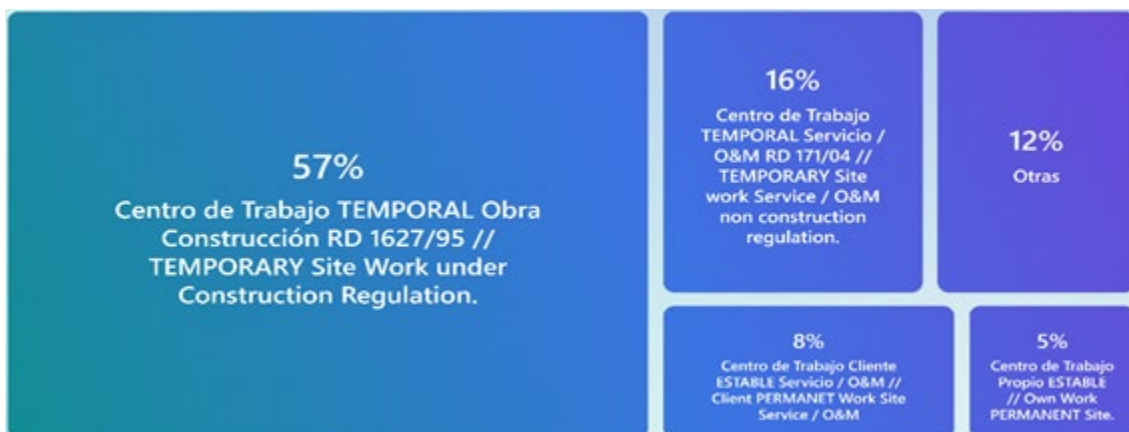 57%
Centro de Trabajo TEMPORAL Obra
Construcción RD 1627/95 //
TEMPORARY Site Work under
Construction Regulation.
16%
Centro de Trabajo
TEMPORAL Servicio /
O&M RD 171/04 //
TEMPORARY Site
work Service / O&M
non construction
regulation.
12%
Otras
8%
Centro de Trabajo Cliente
ESTABLE Servicio / O&M //
Client PERMANET Work Site
Service / O&M
5%
Centro de Trabajo
Propio ESTABLE
// Own Work
PERMANENT Site.